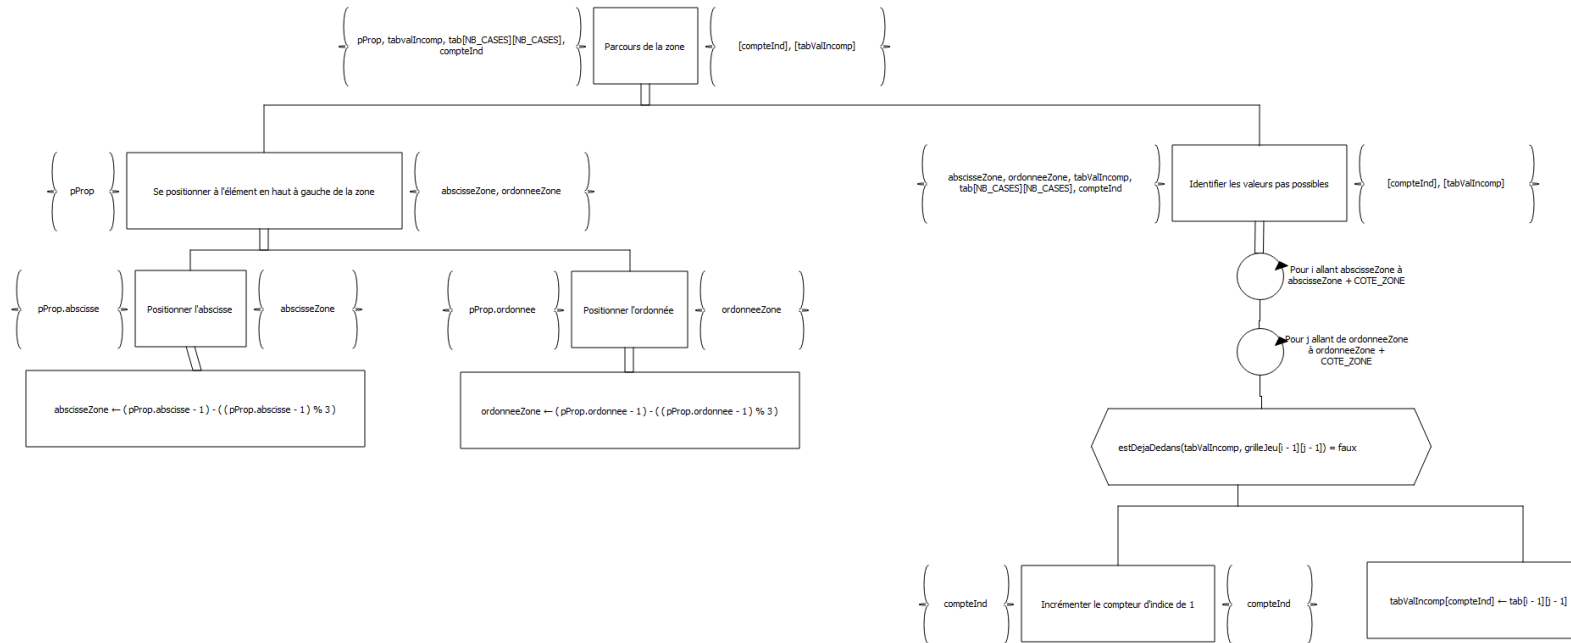 pProp, tabvalIncomp, tab[NB_CASES][NB_CASES],
compteInd
Parcours de la zone
[compteInd], [tabValIncomp]
pProp
Se positionner à l'élément en haut à gauche de la zone
abscisseZone, ordonneeZone
abscisseZone, ordonneeZone, tabValIncomp,
tab[NB_CASES][NB_CASES], compteInd
Identifier les valeurs pas possibles
[compteInd], [tabValIncomp]
pProp.abscisse
Positionner l'abscisse
abscisseZone
pProp.ordonnee
Positionner l'ordonnée
ordonneeZone
Pour i allant abscisseZone à
abscisseZone + COTE_ZONE
Pour j allant de ordonneeZone
à ordonneeZone +
COTE_ZONE
abscisseZone ← (pProp.abscisse - 1) - ((pProp.abscisse - 1) % 3)
ordonneeZone ← (pProp.ordonnee - 1) - ((pProp.ordonnee - 1) % 3)
estDejaDedans(tabValIncomp, grilleJeu[i - 1][j - 1]) = faux
compteInd
Incrémenter le compteur d'indice de 1
compteInd
tabValIncomp[compteInd] ← tab[i - 1][j - 1]